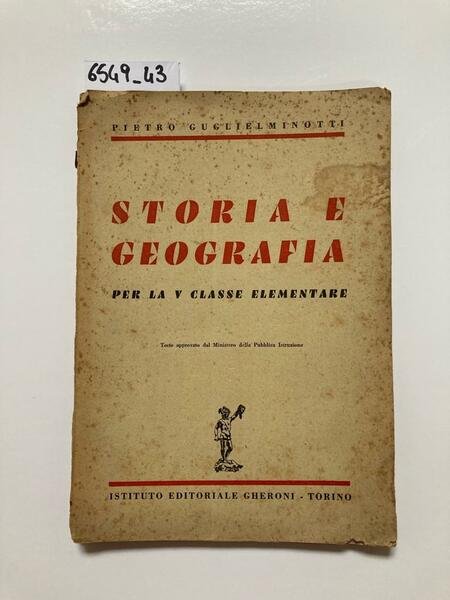 6549_43
PIETRO GUGLIELMINOTTI
STORIA E
GEOGRAFIA
PER LA V CLASSE ELEMENTARE
Testo approvato dal Ministero della Pubblica Istruzione
ISTITUTO EDITORIALE GHERONI - TORINO